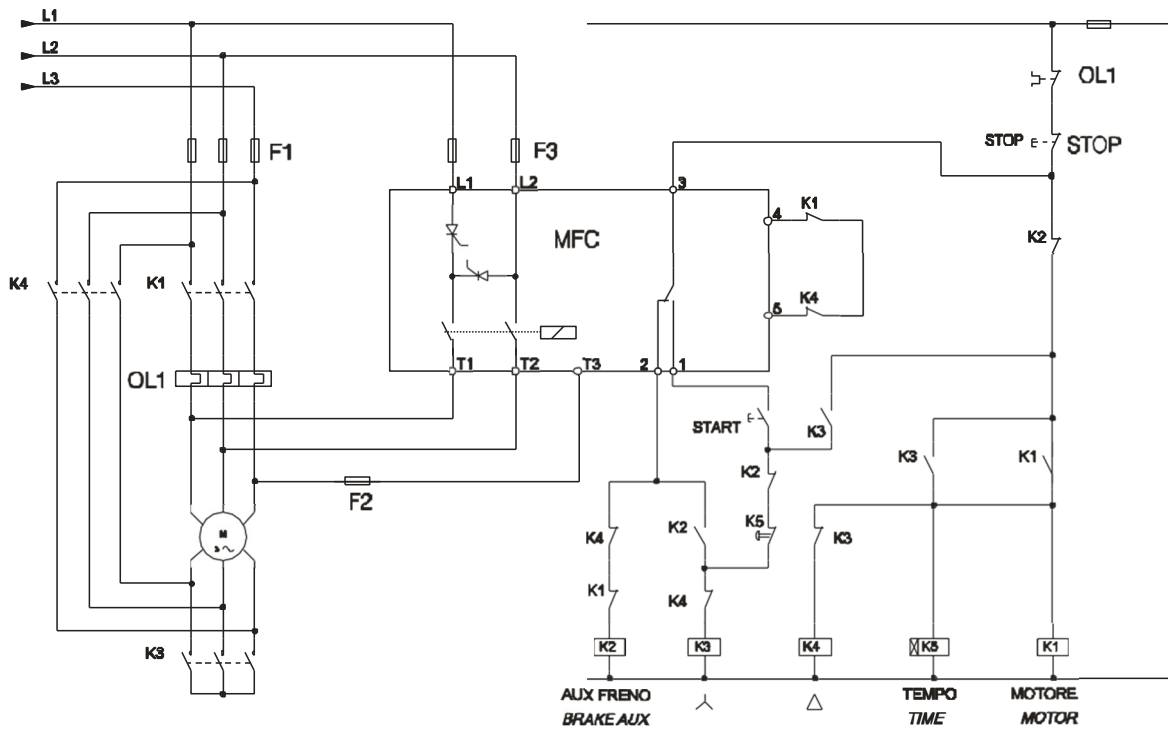 L1
L2
L3
OL1
STOP
STOP
F1
F3
L1
L2
3
MFC
4
K1
K2
K4
K1
5
K4
OL1
T1
T2
T3
2
1
START
K3
K2
K3
K1
F2
K4
K2
K5
K3
M
3 ~
K1
K4
K3
K2
K3
K4
K5
K1
AUX FRENO
BRAKE AUX
TEMPO
TIME
MOTORE
MOTOR